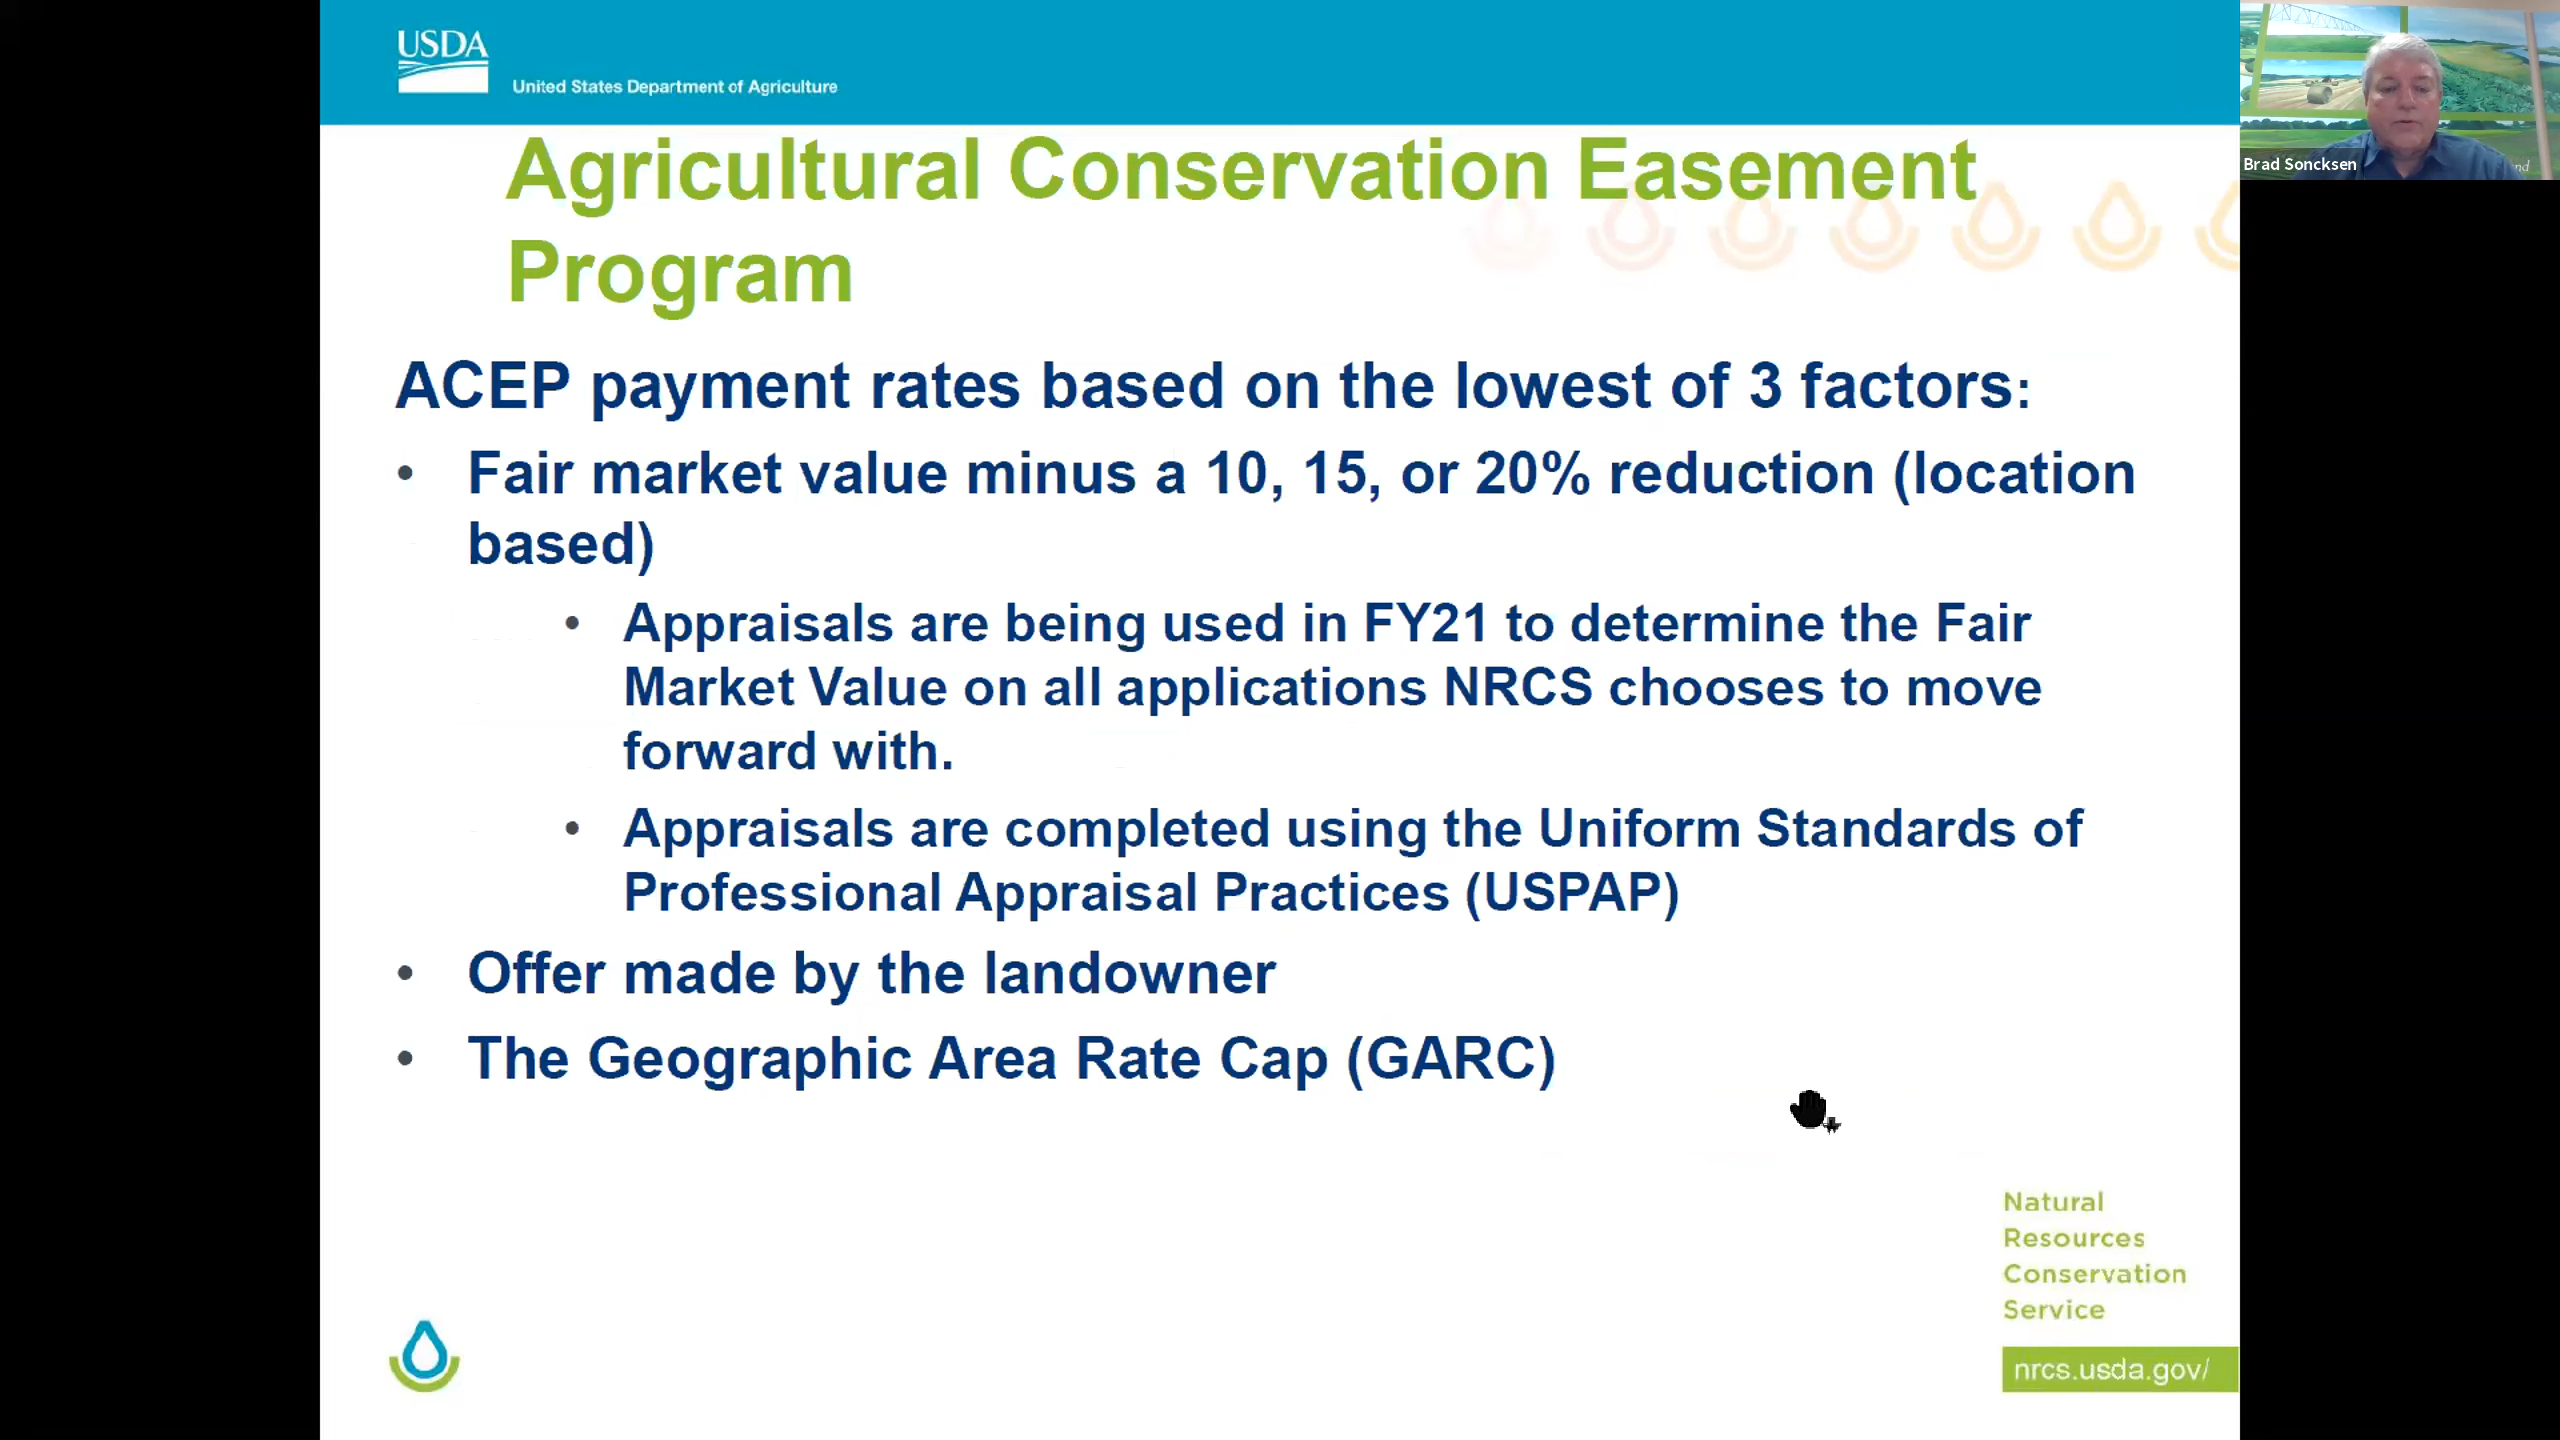 USDA
United States Department of Agriculture
Brad Soncksen
nd
Agricultural Conservation Easement
Program
ACEP payment rates based on the lowest of 3 factors:
• Fair market value minus a 10, 15, or 20% reduction (location
based)
• Appraisals are being used in FY21 to determine the Fair
Market Value on all applications NRCS chooses to move
forward with.
• Appraisals are completed using the Uniform Standards of
Professional Appraisal Practices (USPAP)
• Offer made by the landowner
• The Geographic Area Rate Cap (GARC)
Natural
Resources
Conservation
Service
nrcs.usda.gov/